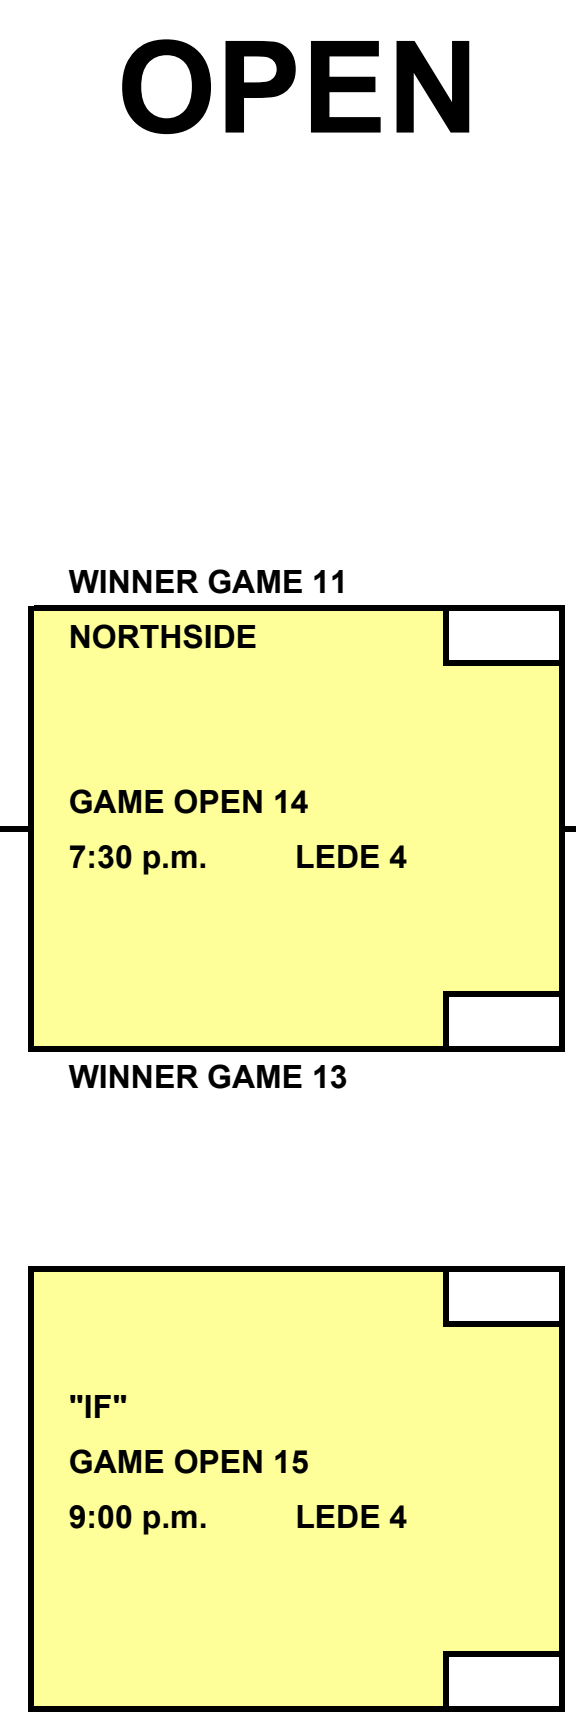 OPEN
WINNER GAME 11
NORTHSIDE
GAME OPEN 14
7:30 p.m. LEDE 4
WINNER GAME 13
"IF"
GAME OPEN 15
9:00 p.m. LEDE 4